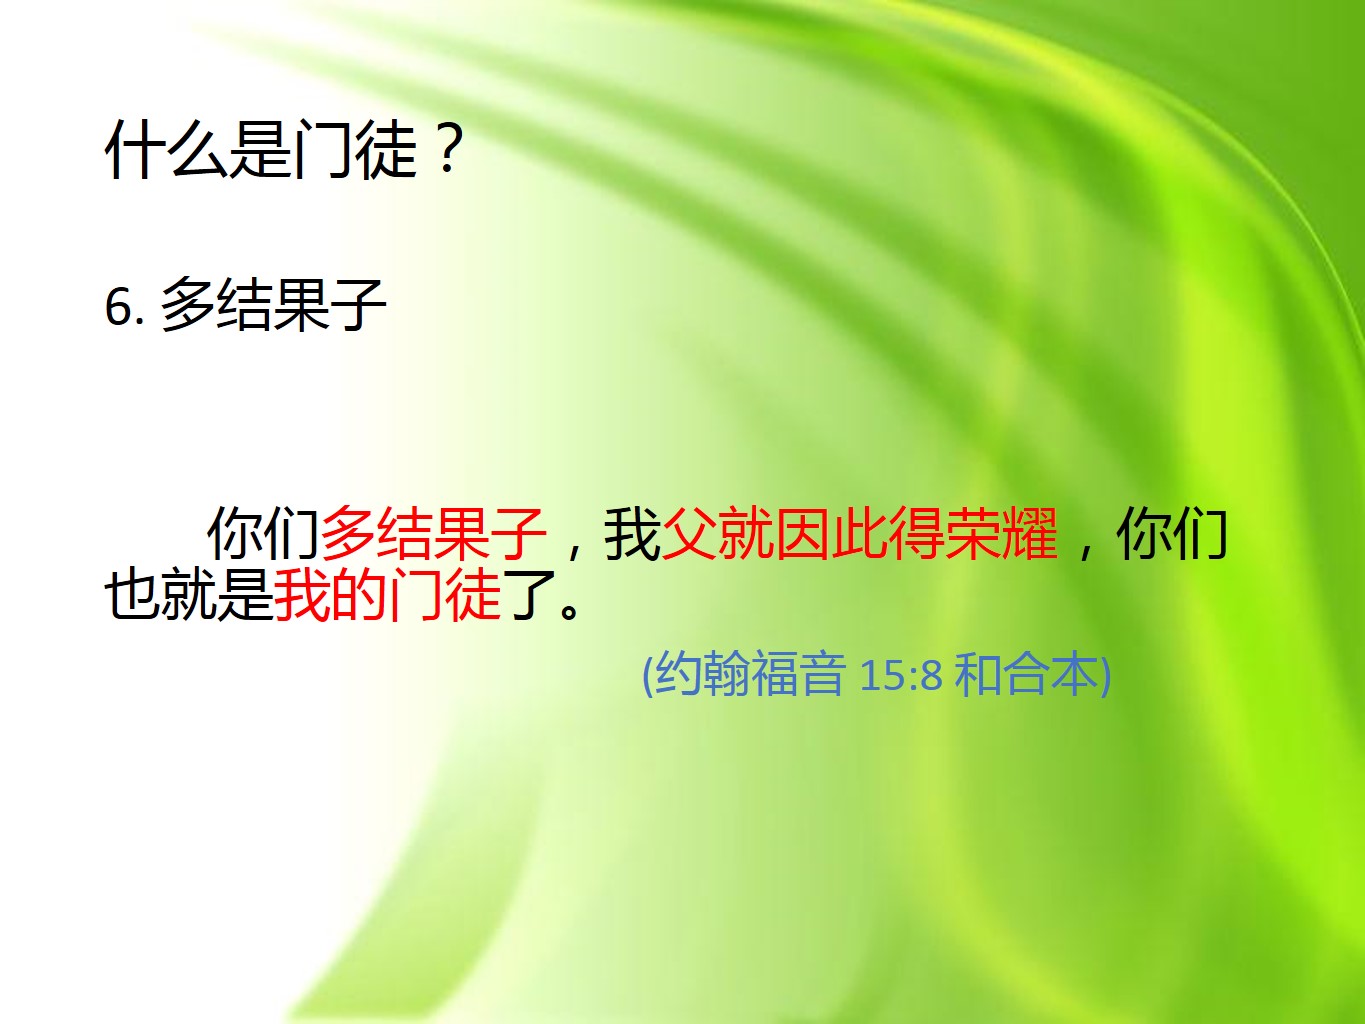 什么是门徒？
6. 多结果子
你们多结果子，我父就因此得荣耀，你们
也就是我的门徒了。
(约翰福音 15:8 和合本)